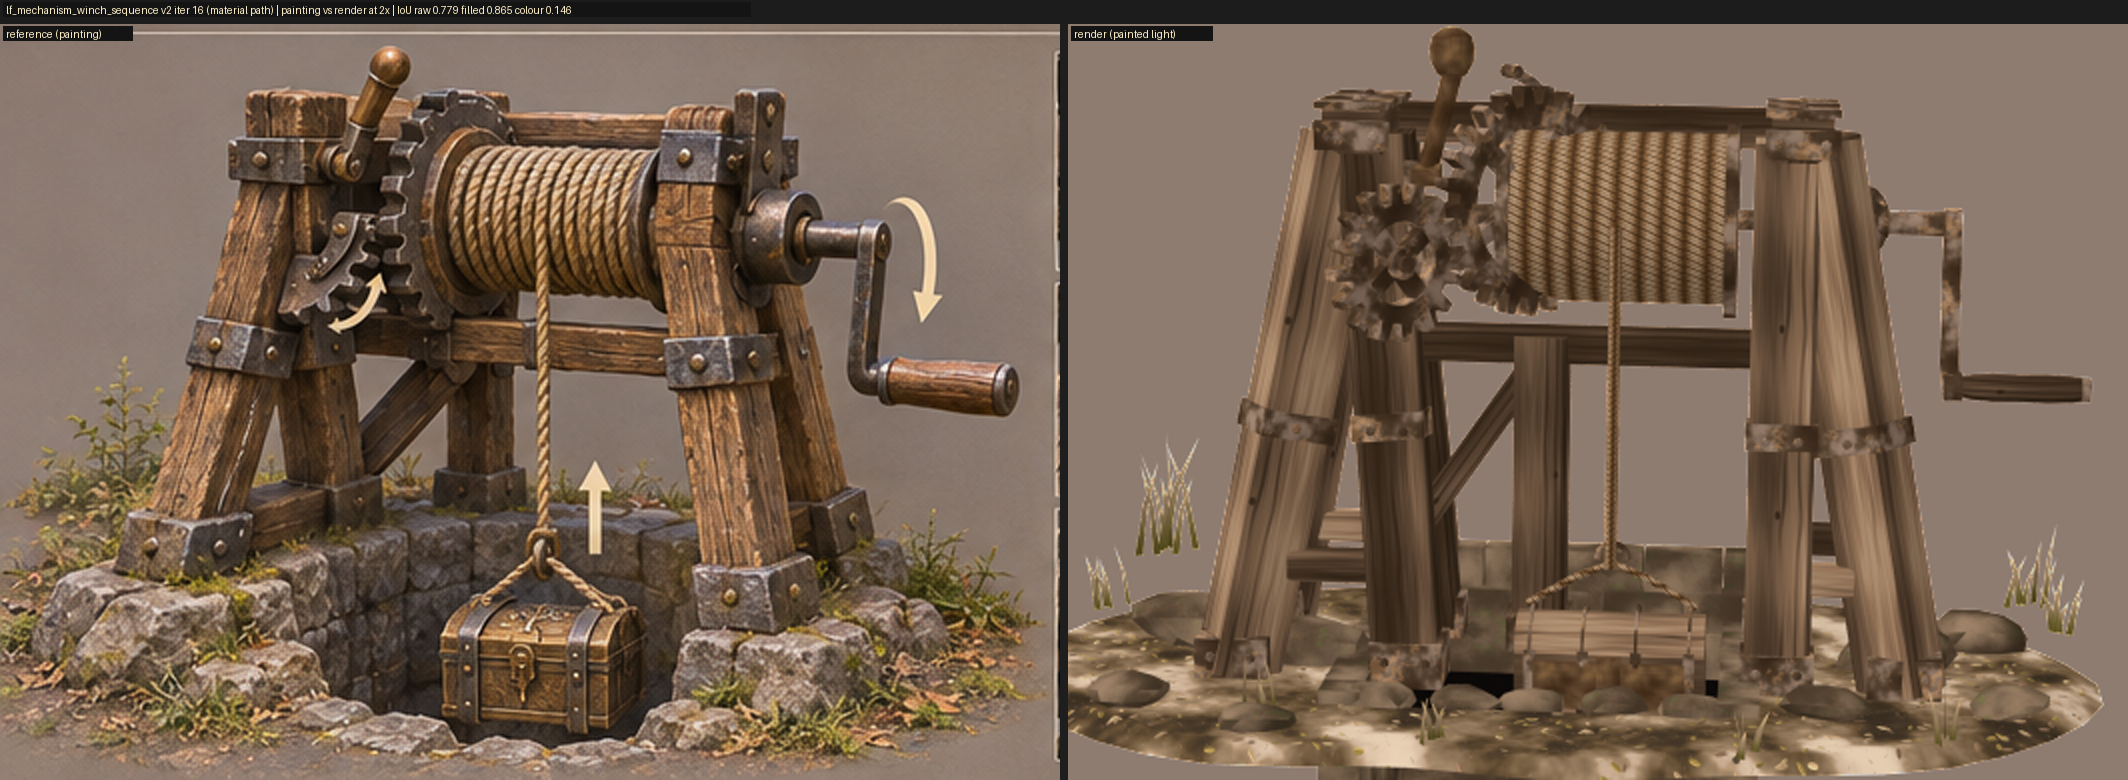 lf_mechanism_winch_sequence v2 iter 16 (material path) | painting vs render at 2x | IoU raw 0.779 filled 0.865 colour 0.146
reference (painting)
render (painted light)